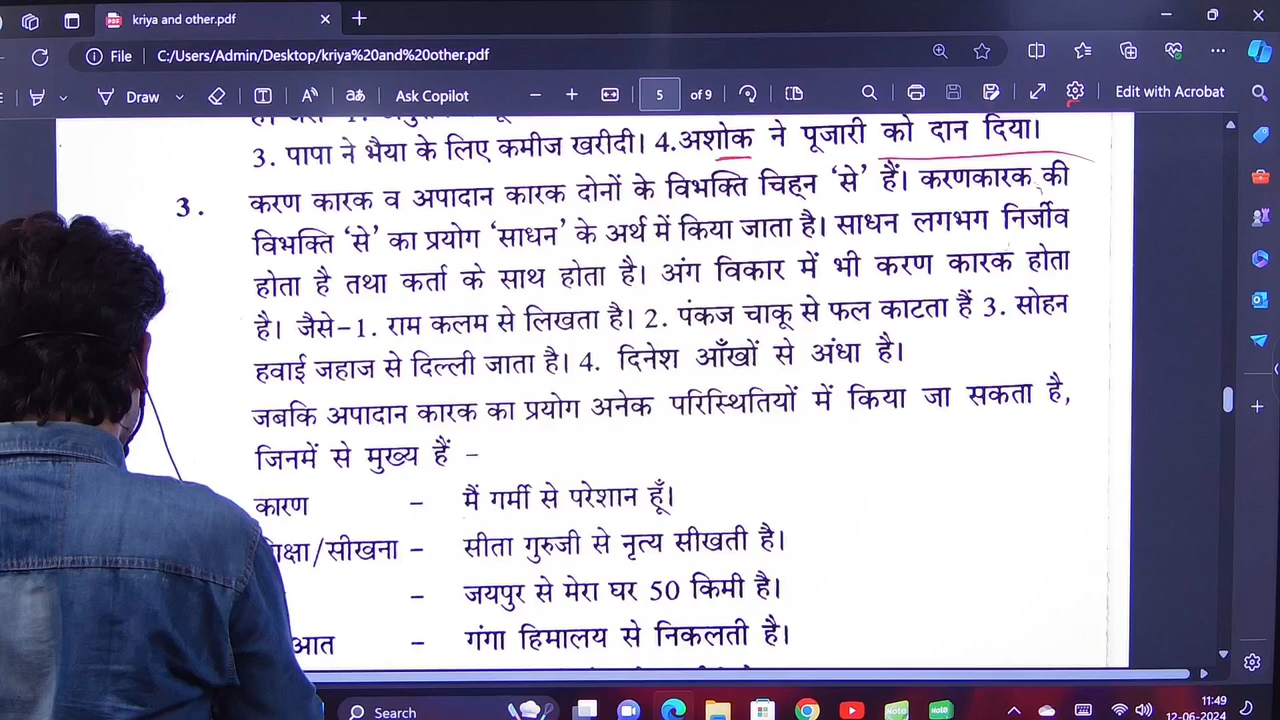 kriya and other.pdf
File C:/Users/Admin/Desktop/kriya%20and%20other.pdf
Draw Ask Copilot 5 of 9 Edit with Acrobat
3. पापा ने भैया के लिए कमीज खरीदी। 4.अशोक ने पूजारी को दान दिया।
3. करण कारक व अपादान कारक दोनों के विभक्ति चिह्न 'से' हैं। करणकारक की
विभक्ति 'से' का प्रयोग 'साधन' के अर्थ में किया जाता है। साधन लगभग निर्जीव
होता है तथा कर्ता के साथ होता है। अंग विकार में भी करण कारक होता
है। जैसे-1. राम कलम से लिखता है। 2. पंकज चाकू से फल काटता हैं 3. सोहन
हवाई जहाज से दिल्ली जाता है। 4. दिनेश आँखों से अंधा है।
जबकि अपादान कारक का प्रयोग अनेक परिस्थितियों में किया जा सकता है,
जिनमें से मुख्य हैं -
कारण - मैं गर्मी से परेशान हूँ।
/सीखना - सीता गुरुजी से नृत्य सीखती है।
- जयपुर से मेरा घर 50 किमी है।
- गंगा हिमालय से निकलती है।
Search
11:49
12-06-2024